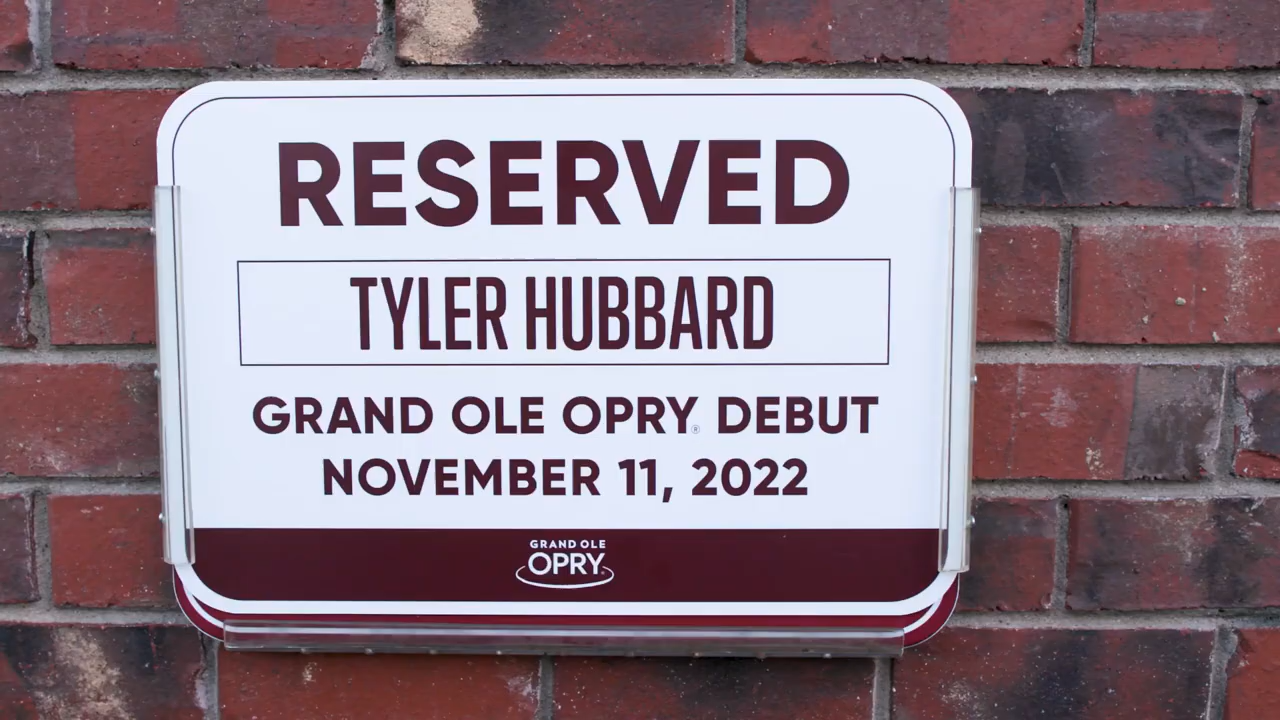 RESERVED
TYLER HUBBARD
GRAND OLE OPRY® DEBUT
NOVEMBER 11, 2022
GRAND OLE
OPRY